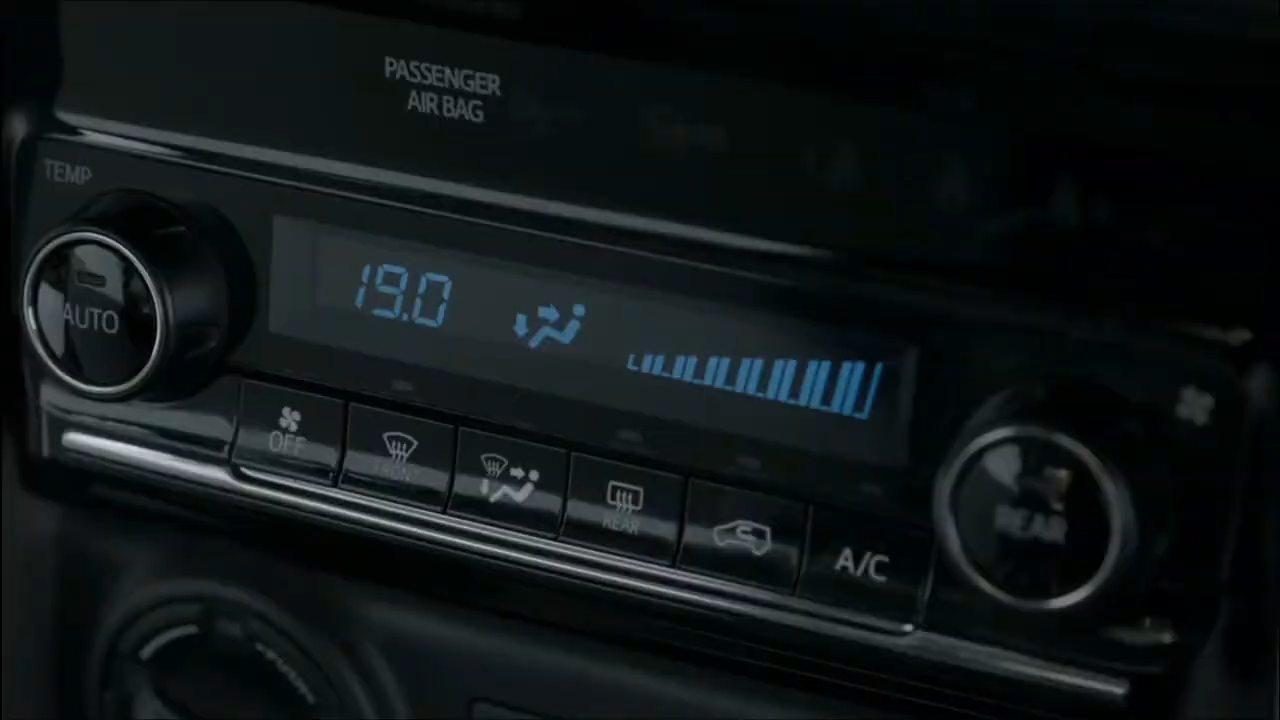 PASSENGER
AIR BAG
TEMP
19.0
AUTO
OFF
FRONT
REAR
A/C
REAR